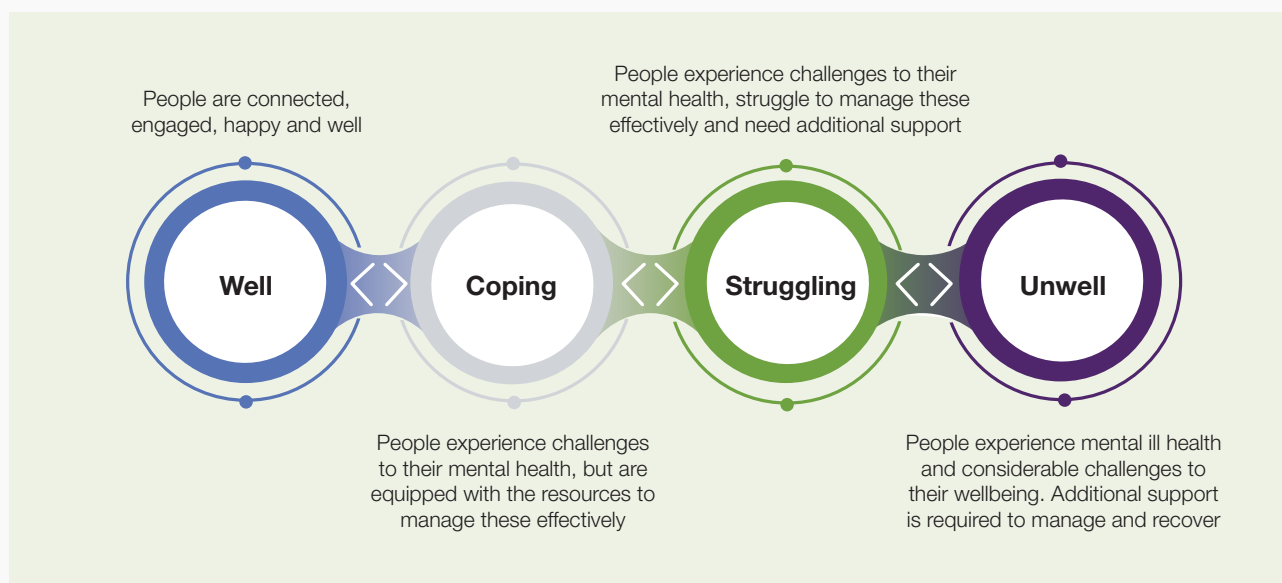 People are connected,
engaged, happy and well
People experience challenges to their
mental health, struggle to manage these
effectively and need additional support
Well
Coping
Struggling
Unwell
People experience challenges
to their mental health, but are
equipped with the resources to
manage these effectively
People experience mental ill health
and considerable challenges to
their wellbeing. Additional support
is required to manage and recover